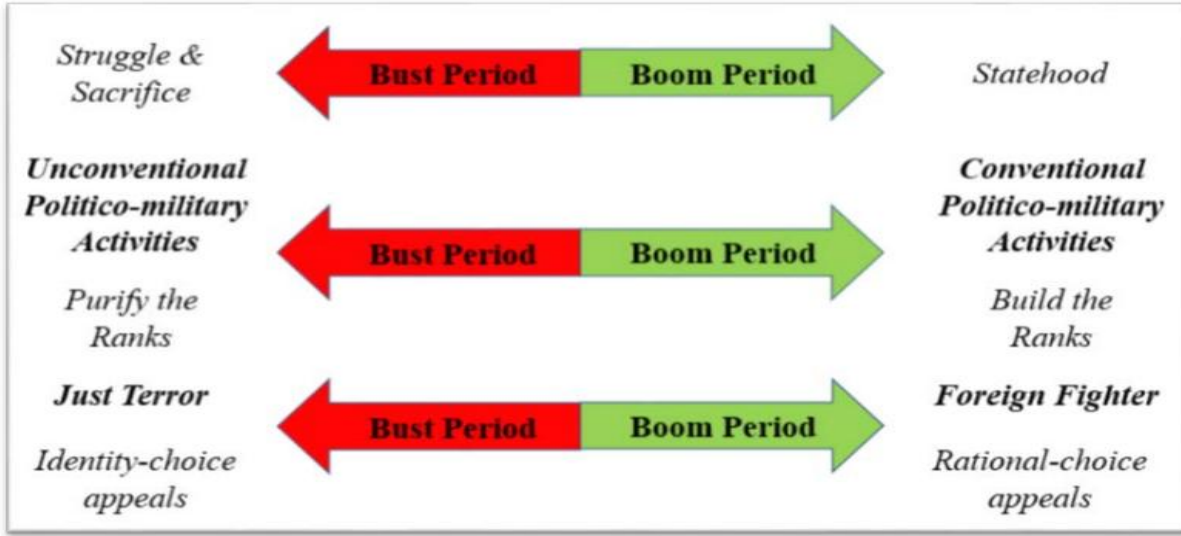 Struggle &
Sacrifice
Bust Period
Boom Period
Statehood
Unconventional
Politico-military
Activities
Bust Period
Boom Period
Conventional
Politico-military
Activities
Purify the
Ranks
Build the
Ranks
Just Terror
Bust Period
Boom Period
Foreign Fighter
Identity-choice
appeals
Rational-choice
appeals